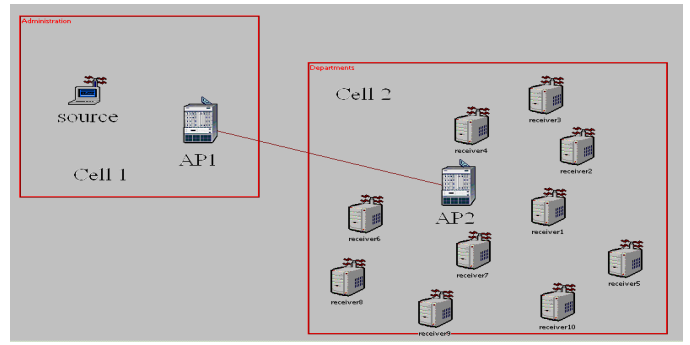 Administration
source
AP1
Cell 1
Departments
Cell 2
receiver3
receiver4
receiver2
AP2
receiver1
receiver6
receiver7
receiver5
receiver8
receiver9
receiver10